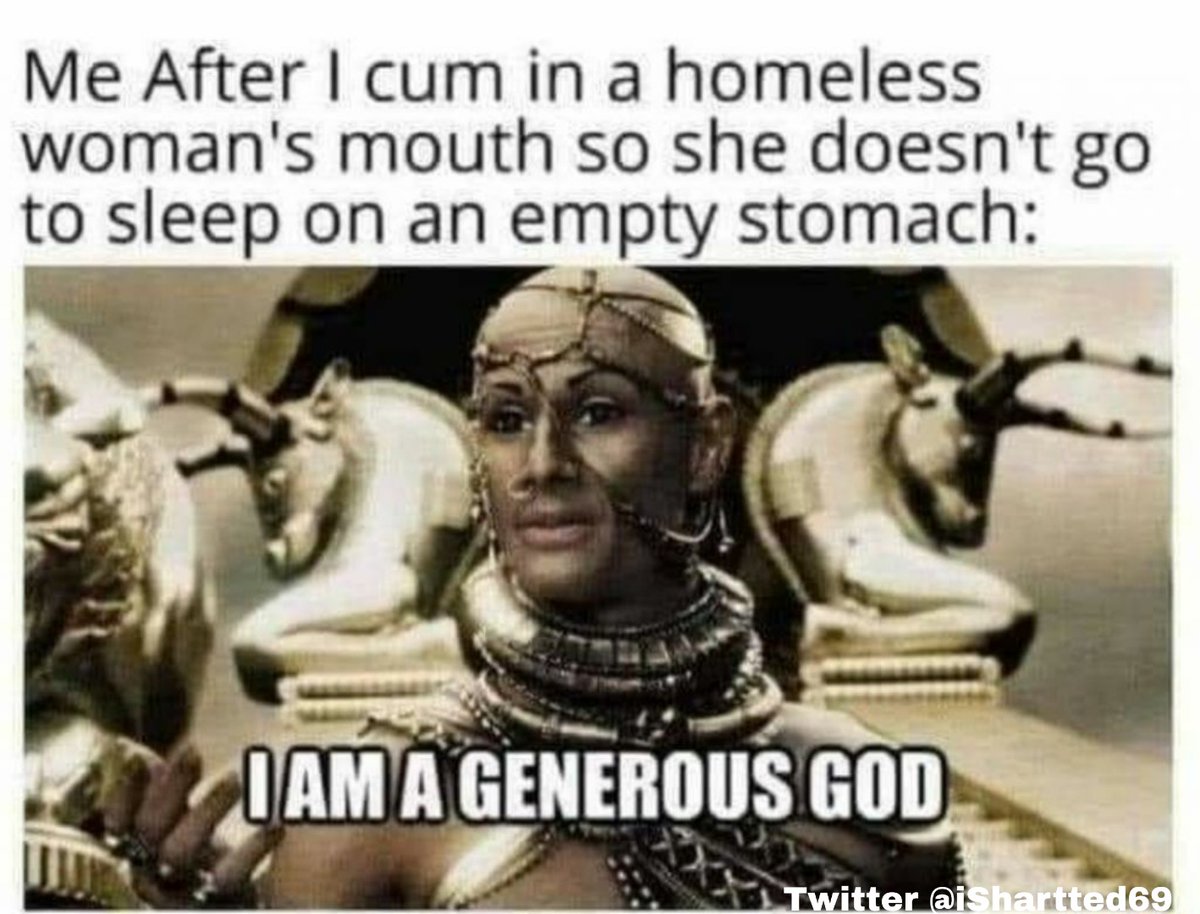 Me After I cum in a homeless
woman's mouth so she doesn't go
to sleep on an empty stomach:
I AM A GENEROUS GOD
Twitter @iShartted69